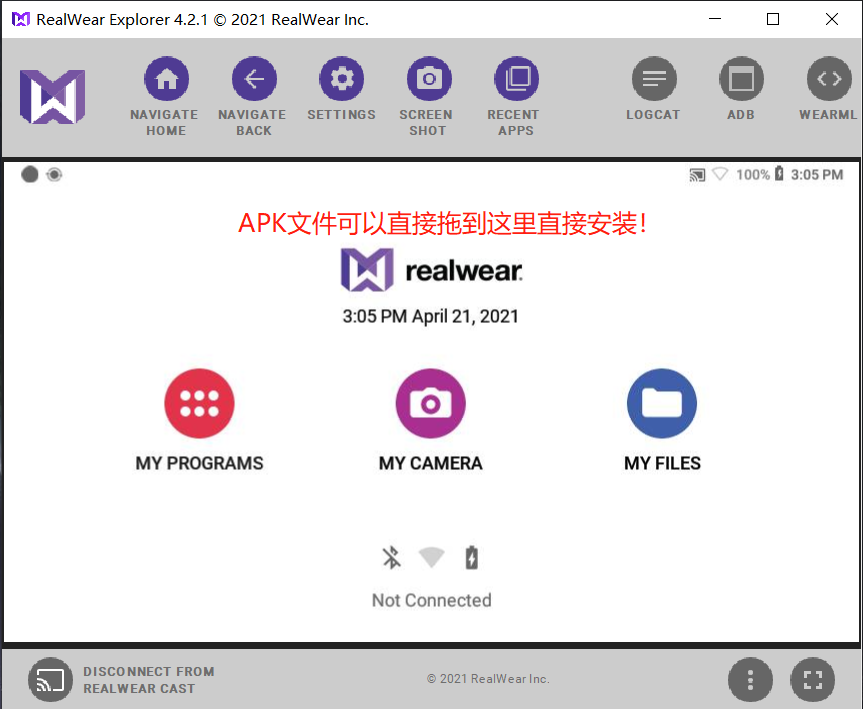 RealWear Explorer 4.2.1 © 2021 RealWear Inc.
NAVIGATE HOME
NAVIGATE BACK
SETTINGS
SCREEN SHOT
RECENT APPS
LOGCAT
ADB
WEARML
100% 3:05 PM
APK文件可以直接拖到这里直接安装!
realwear.
3:05 PM April 21, 2021
MY PROGRAMS
MY CAMERA
MY FILES
Not Connected
DISCONNECT FROM
REALWEAR CAST
© 2021 RealWear Inc.